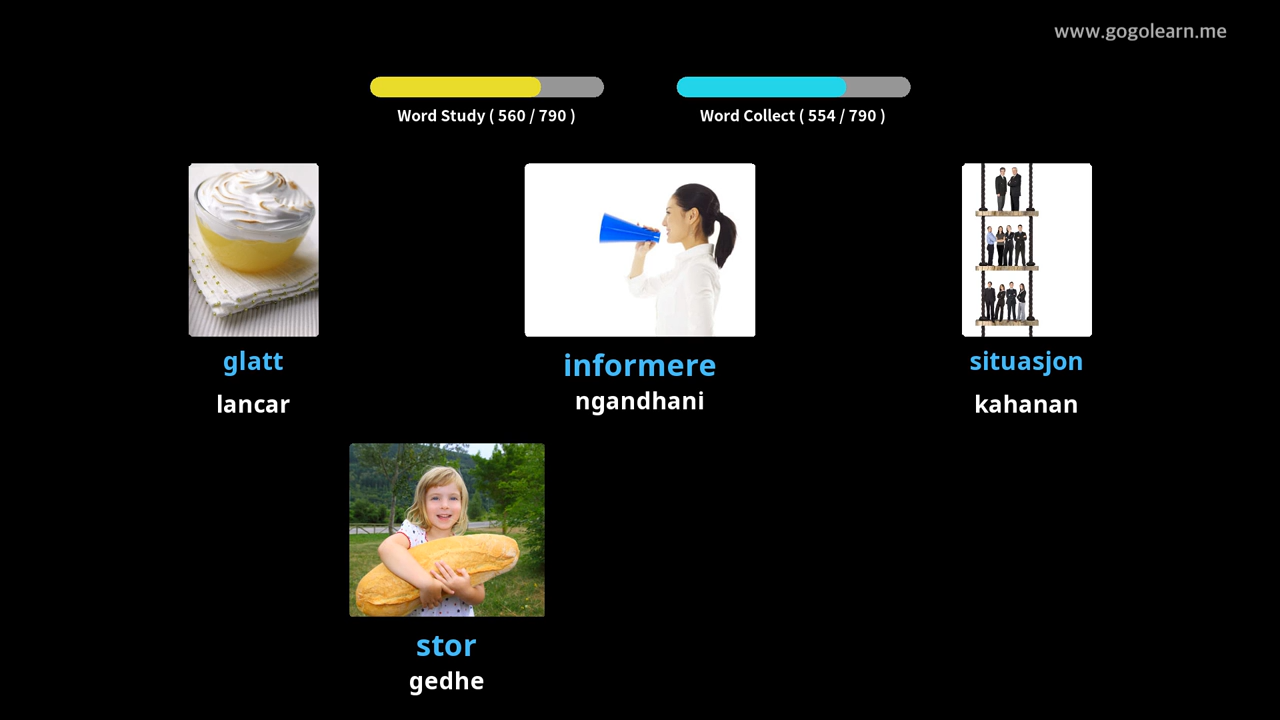 www.gogolearn.me
Word Study ( 560 / 790 )
Word Collect ( 554 / 790 )
glatt
lancar
informere
ngandhani
situasjon
kahanan
stor
gedhe